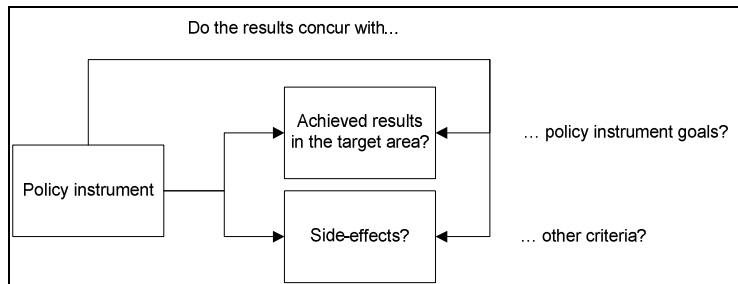 Do the results concur with...
Achieved results
in the target area?
... policy instrument goals?
Policy instrument
Side-effects?
... other criteria?